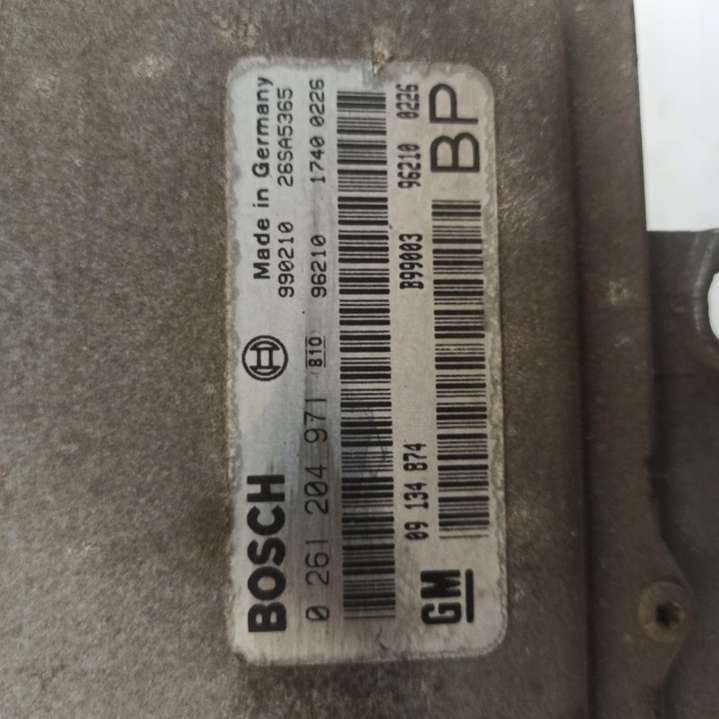 BOSCH Made in Germany
990210 26SA5365
0 261 204 971 810 96210 1740 0226
09 134 874 B99003 96210 0226
GM BP